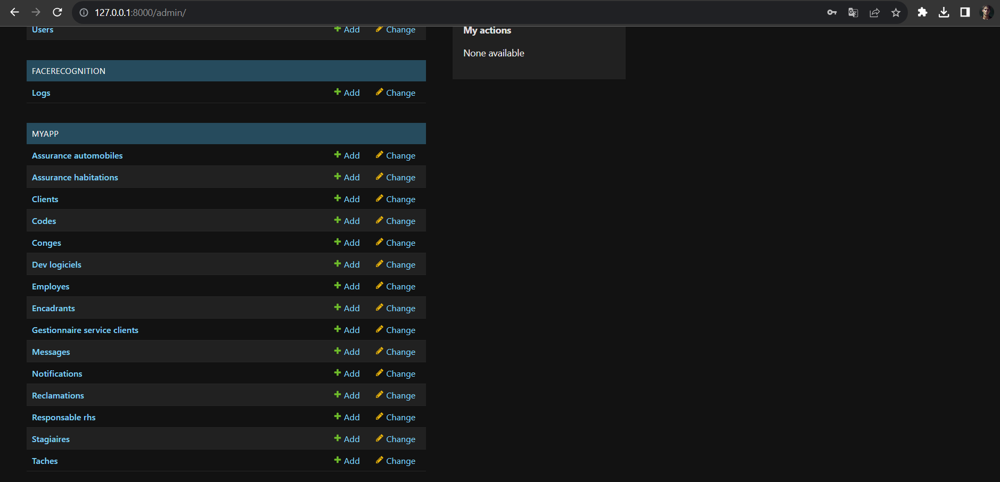 127.0.0.1:8000/admin/
Users Add Change
My actions
None available
FACERECOGNITION
Logs Add Change
MYAPP
Assurance automobiles Add Change
Assurance habitations Add Change
Clients Add Change
Codes Add Change
Conges Add Change
Dev logiciels Add Change
Employes Add Change
Encadrants Add Change
Gestionnaire service clients Add Change
Messages Add Change
Notifications Add Change
Reclamations Add Change
Responsable rhs Add Change
Stagiaires Add Change
Taches Add Change